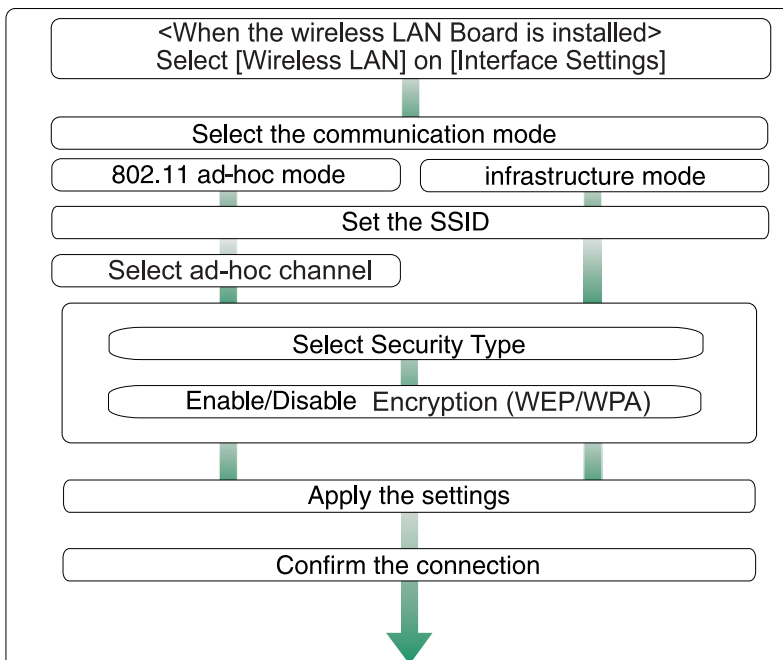 <When the wireless LAN Board is installed>
Select [Wireless LAN] on [Interface Settings]
Select the communication mode
802.11 ad-hoc mode
infrastructure mode
Set the SSID
Select ad-hoc channel
Select Security Type
Enable/Disable Encryption (WEP/WPA)
Apply the settings
Confirm the connection